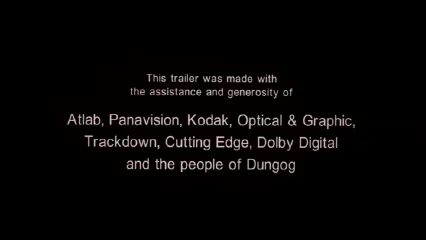 This trailer was made with
the assistance and generosity of
Atlab, Panavision, Kodak, Optical & Graphic,
Trackdown, Cutting Edge, Dolby Digital
and the people of Dungog